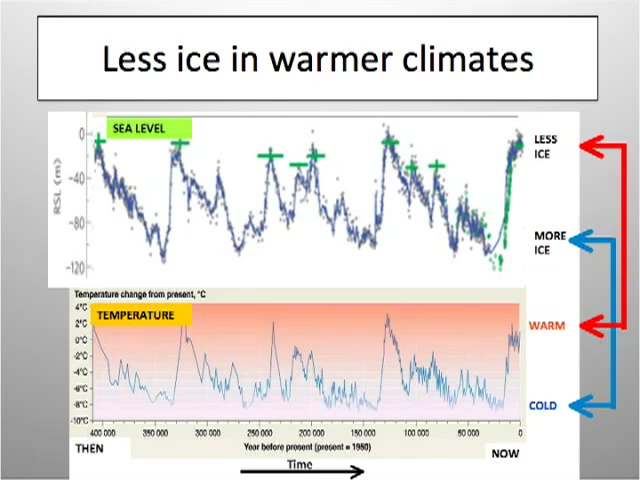 Less ice in warmer climates
SEA LEVEL
RSL (m)
0
-40
-80
-120
LESS
ICE
MORE
ICE
Temperature change from present, °C
TEMPERATURE
4°C
2°C
0°C
-2°C
-4°C
-6°C
-8°C
-10°C
WARM
COLD
400 000 350 000 300 000 250 000 200 000 150 000 100 000 50 000 0
Year before present (present = 1950)
THEN
NOW
Time